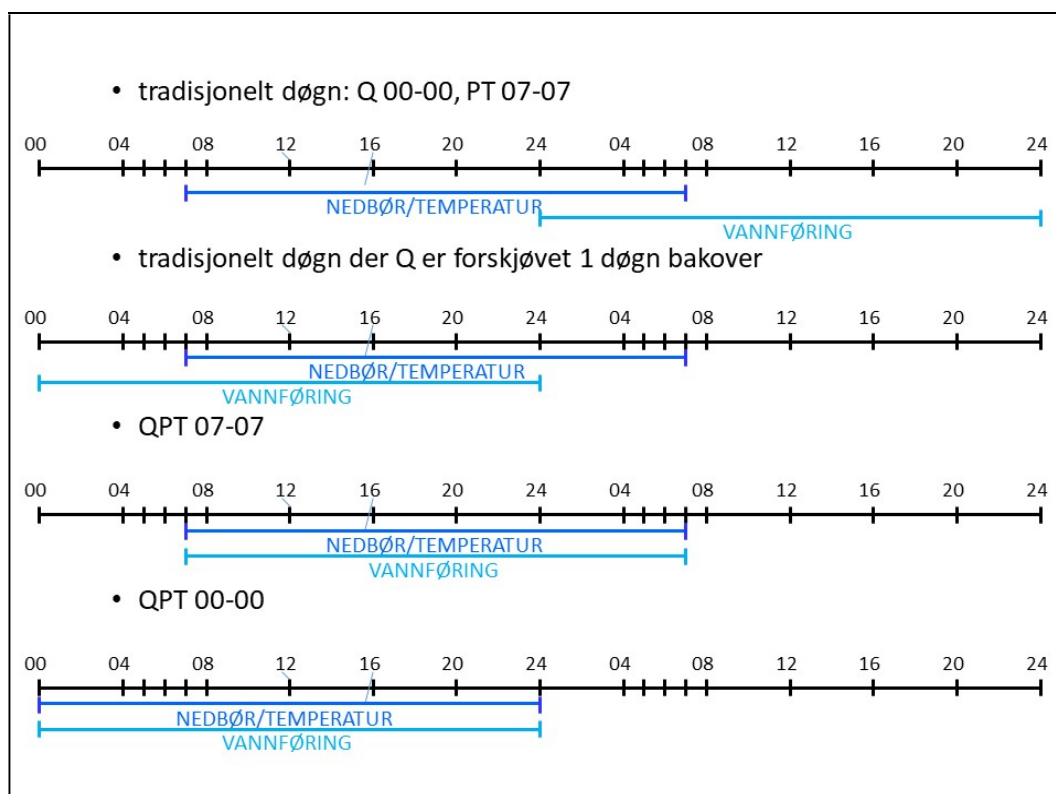 • tradisjonelt døgn: Q 00-00, PT 07-07
00 04 08 12 16 20 24 04 08 12 16 20 24
NEDBØR/TEMPERATUR
VANNFØRING
• tradisjonelt døgn der Q er forskjøvet 1 døgn bakover
00 04 08 12 16 20 24 04 08 12 16 20 24
NEDBØR/TEMPERATUR
VANNFØRING
• QPT 07-07
00 04 08 12 16 20 24 04 08 12 16 20 24
NEDBØR/TEMPERATUR
VANNFØRING
• QPT 00-00
00 04 08 12 16 20 24 04 08 12 16 20 24
NEDBØR/TEMPERATUR
VANNFØRING